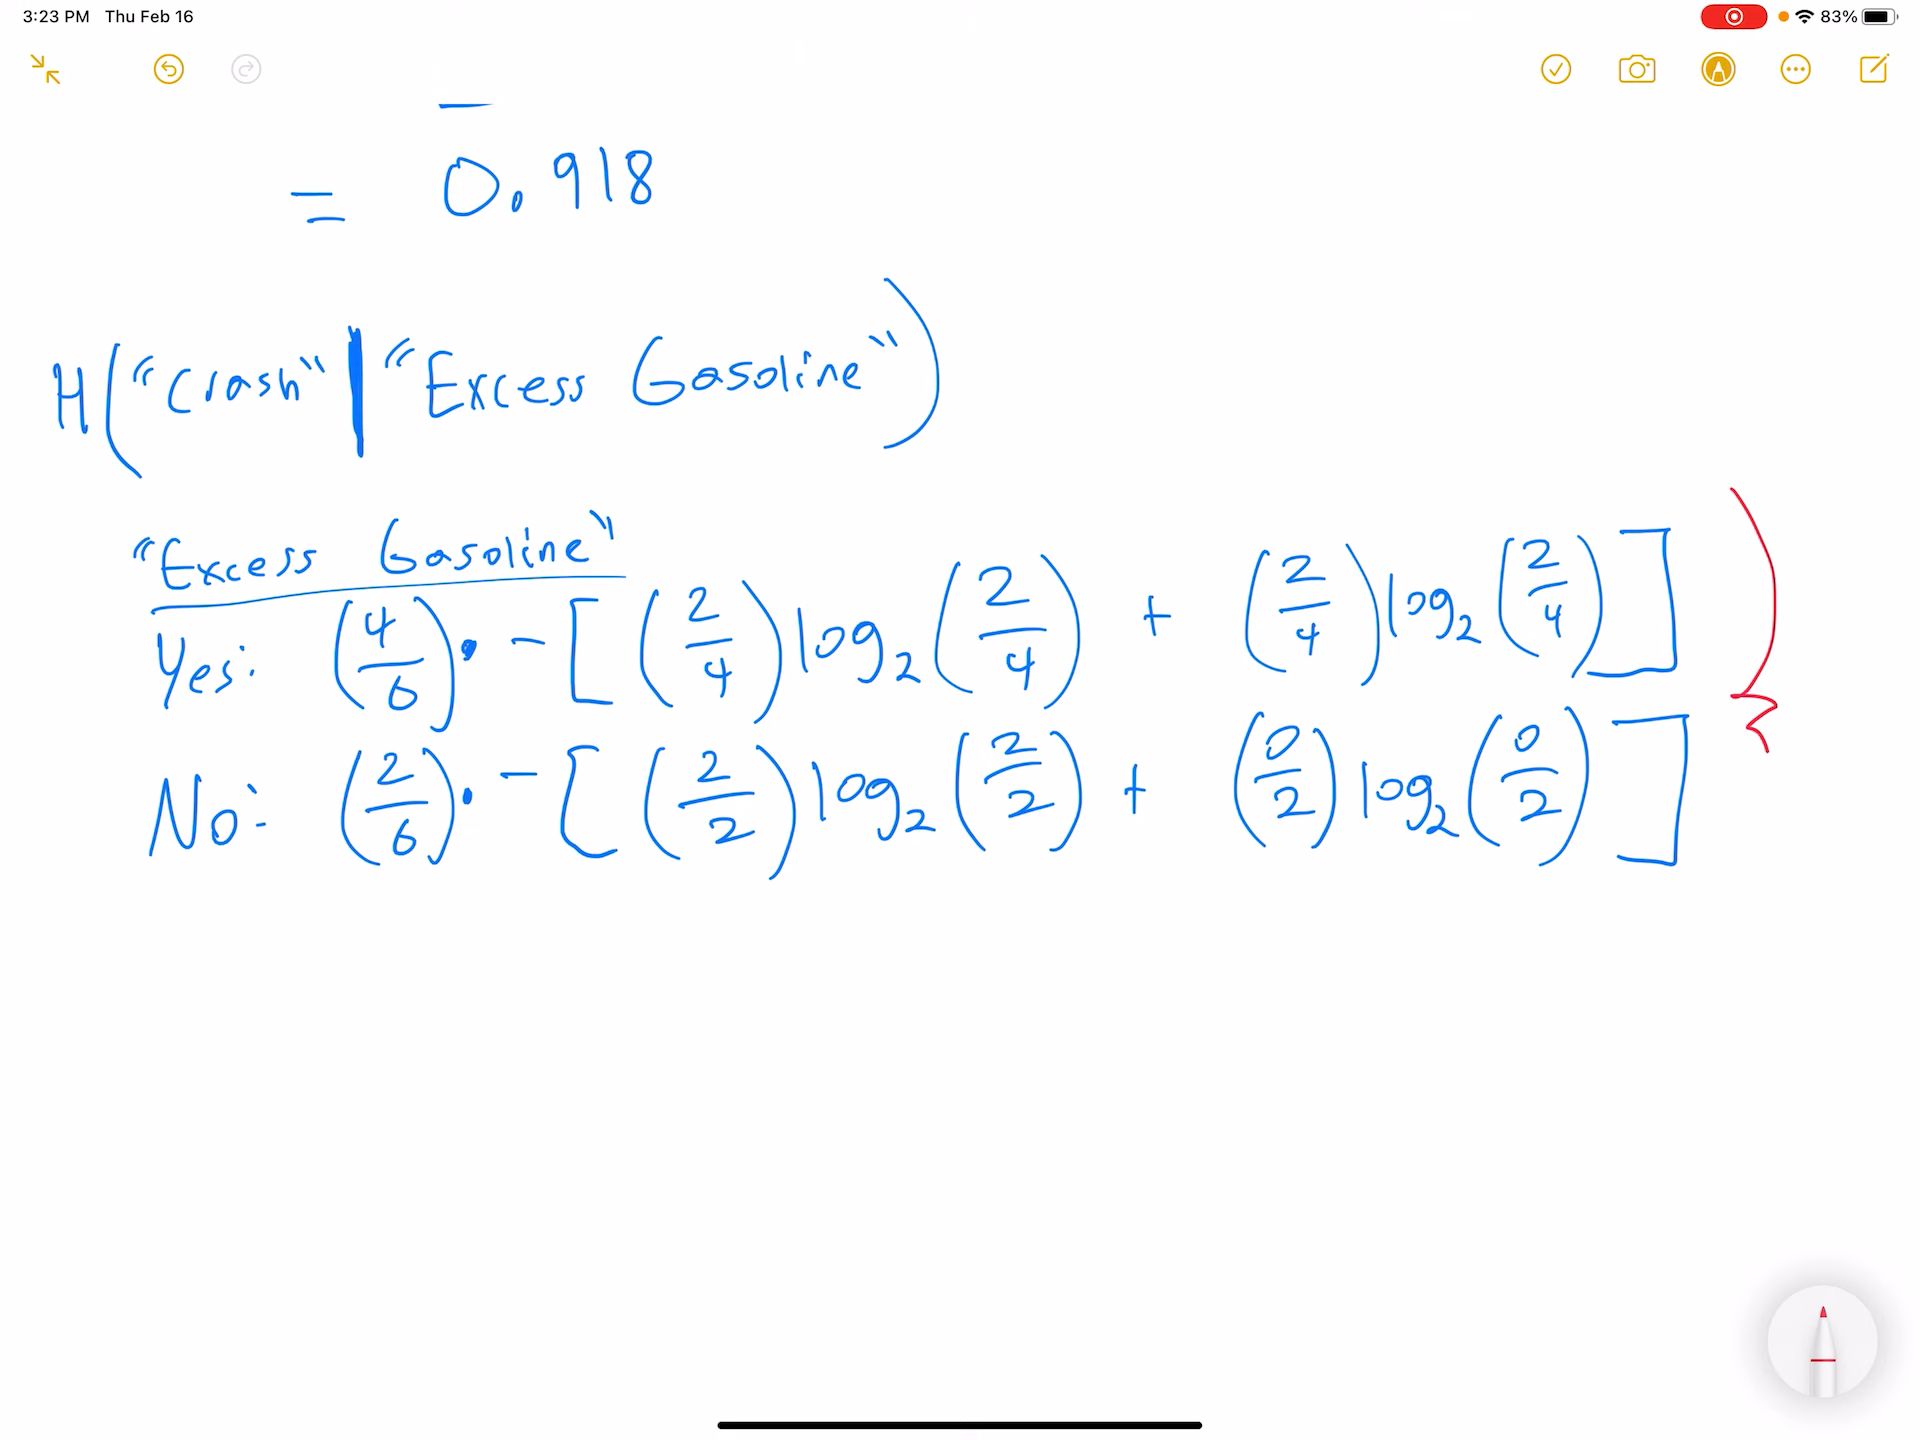 3:23 PM Thu Feb 16 83%
= 0.918
H("Crash" | "Excess Gasoline")
"Excess Gasoline"
Yes: (4/6) · - [(2/4) log₂ (2/4) + (2/4) log₂ (2/4)]
No: (2/6) · - [(2/2) log₂ (2/2) + (0/2) log₂ (0/2)]